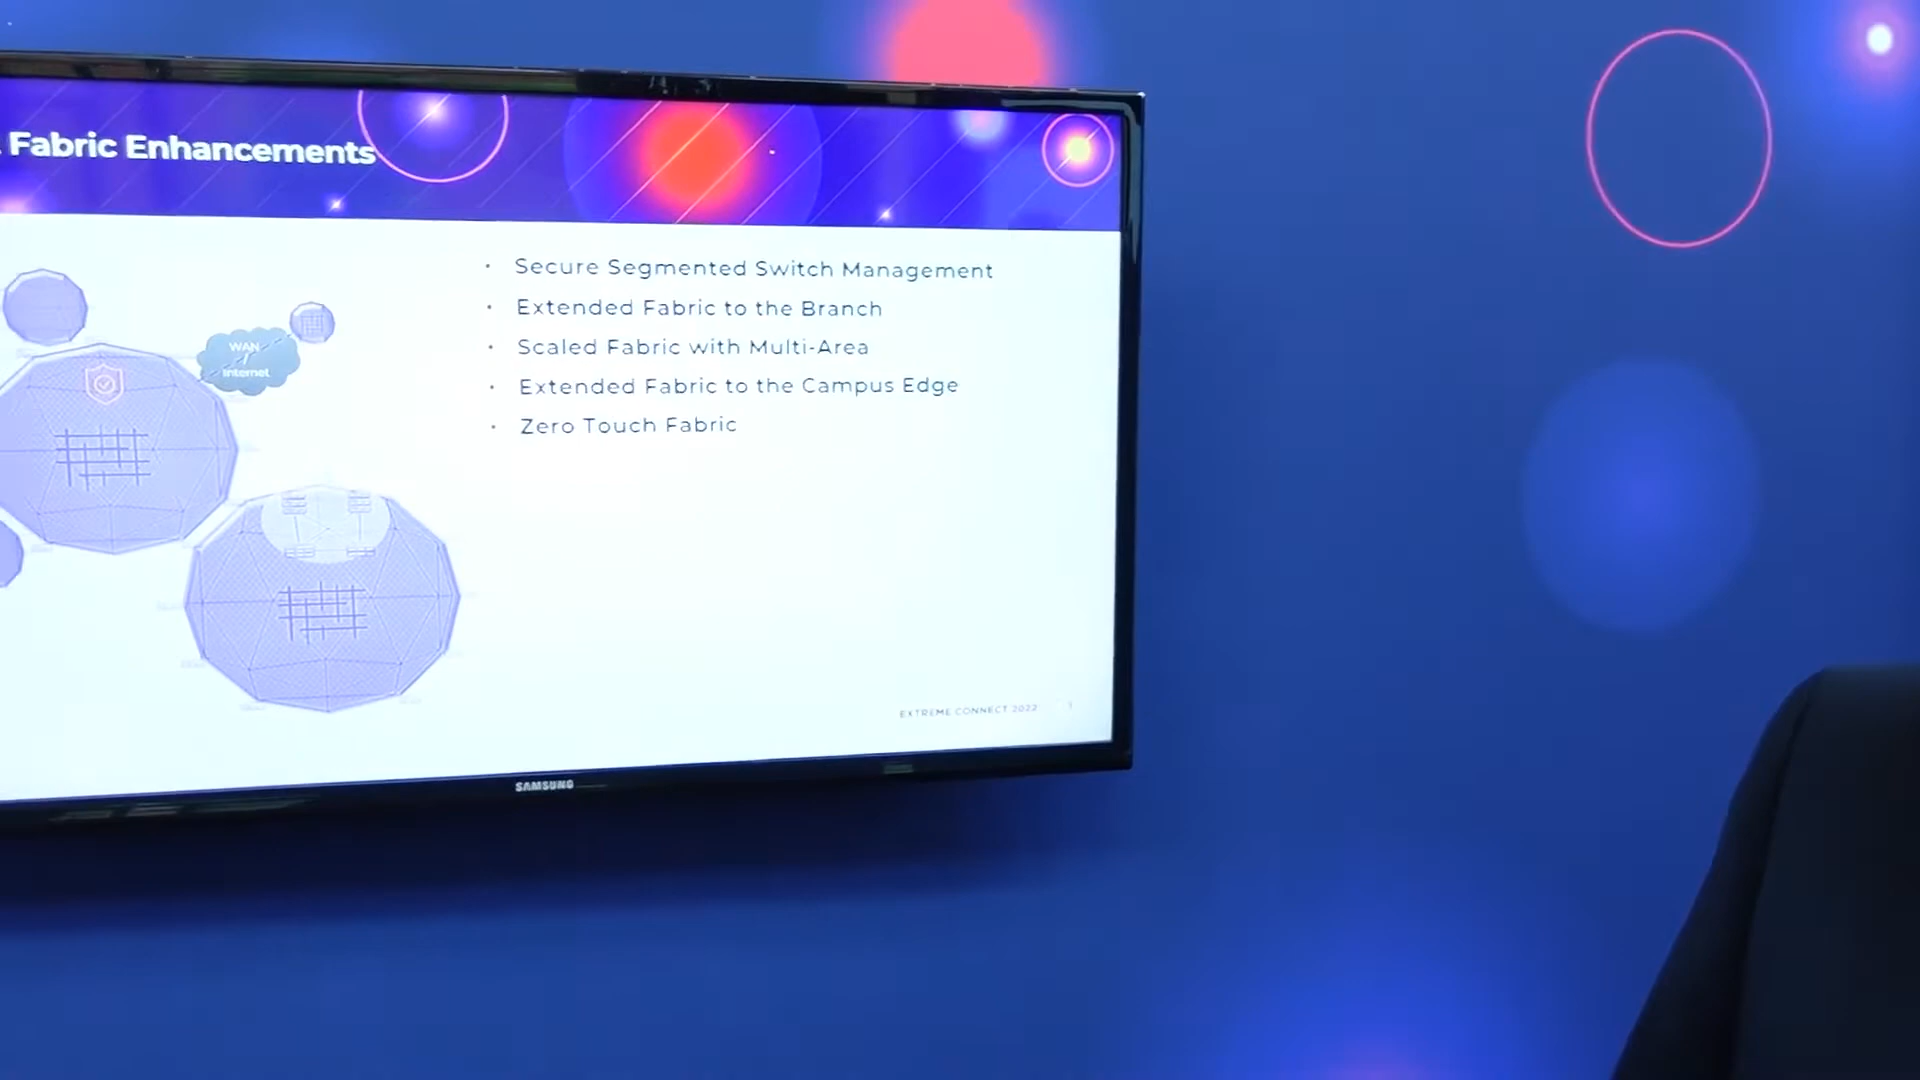 Fabric Enhancements
• Secure Segmented Switch Management
• Extended Fabric to the Branch
• Scaled Fabric with Multi-Area
• Extended Fabric to the Campus Edge
• Zero Touch Fabric
WAN
/
Internet
EXTREME CONNECT 2022
SAMSUNG